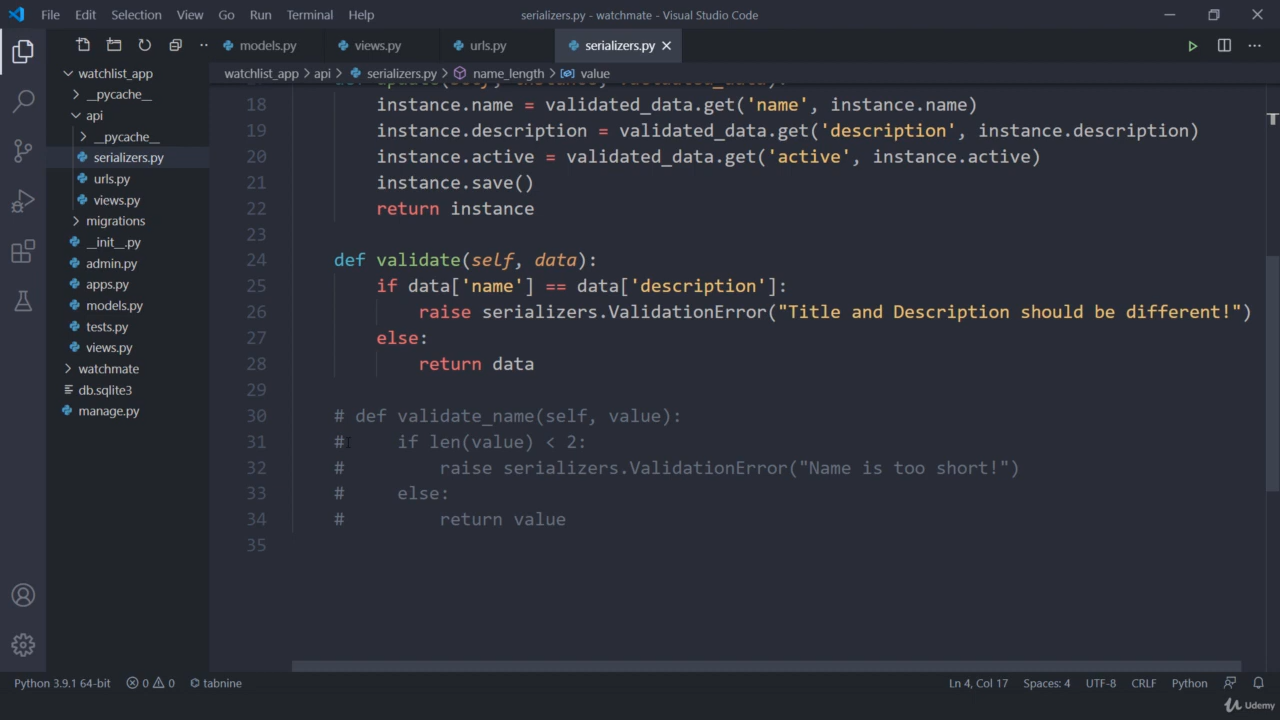 File Edit Selection View Go Run Terminal Help serializers.py - watchmate - Visual Studio Code
models.py views.py urls.py serializers.py
watchlist_app > api > serializers.py > name_length > value
watchlist_app
__pycache__
api
__pycache__
serializers.py
urls.py
views.py
migrations
__init__.py
admin.py
apps.py
models.py
tests.py
views.py
watchmate
db.sqlite3
manage.py
18 instance.name = validated_data.get('name', instance.name)
19 instance.description = validated_data.get('description', instance.description)
20 instance.active = validated_data.get('active', instance.active)
21 instance.save()
22 return instance
23
24 def validate(self, data):
25 if data['name'] == data['description']:
26 raise serializers.ValidationError("Title and Description should be different!")
27 else:
28 return data
29
30 # def validate_name(self, value):
31 # if len(value) < 2:
32 # raise serializers.ValidationError("Name is too short!")
33 # else:
34 # return value
35
Python 3.9.1 64-bit 0 0 tabnine Ln 4, Col 17 Spaces: 4 UTF-8 CRLF Python
Udemy